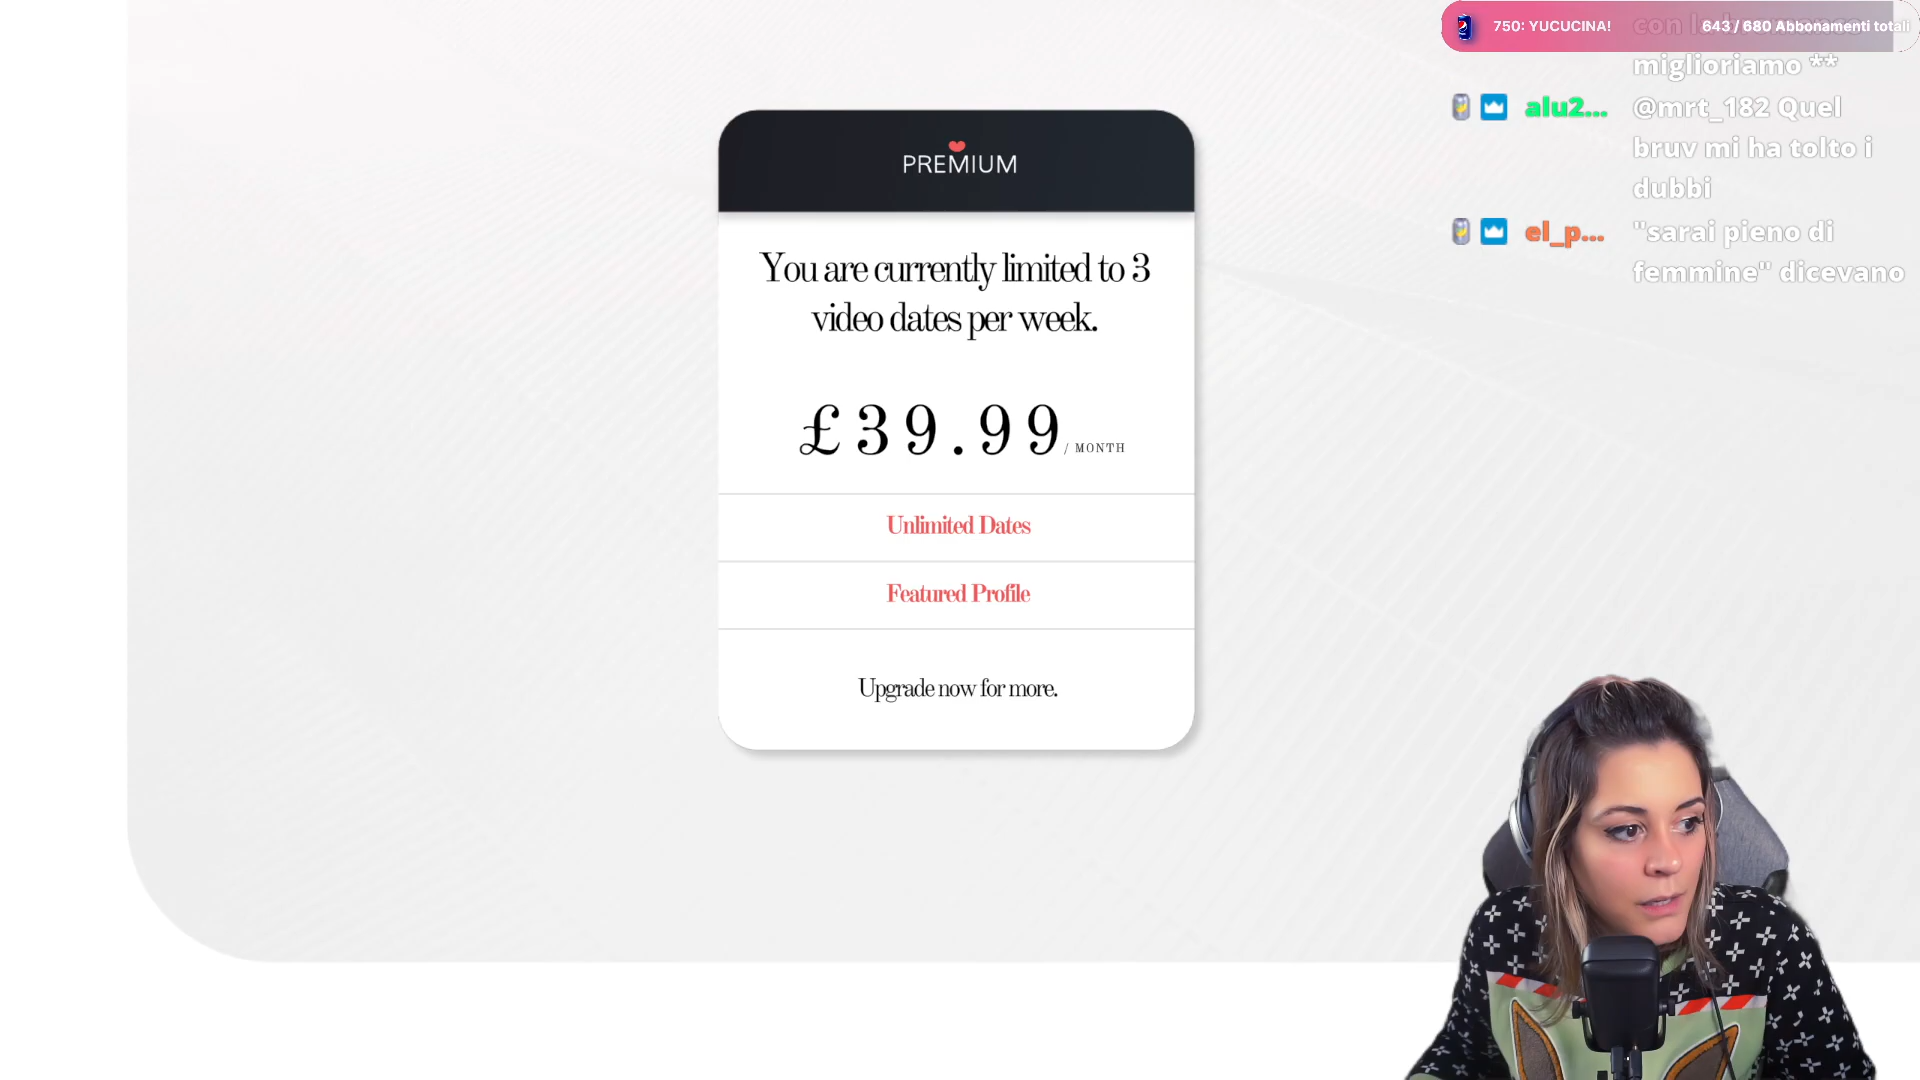 750: YUCUCINA!
643 / 680 Abbonamenti totali
miglioriamo **
alu2... @mrt_182 Quel
bruv mi ha tolto i
dubbi
el_p... "sarai pieno di
femmine" dicevano
PREMIUM
You are currently limited to 3
video dates per week.
£39.99 / MONTH
Unlimited Dates
Featured Profile
Upgrade now for more.